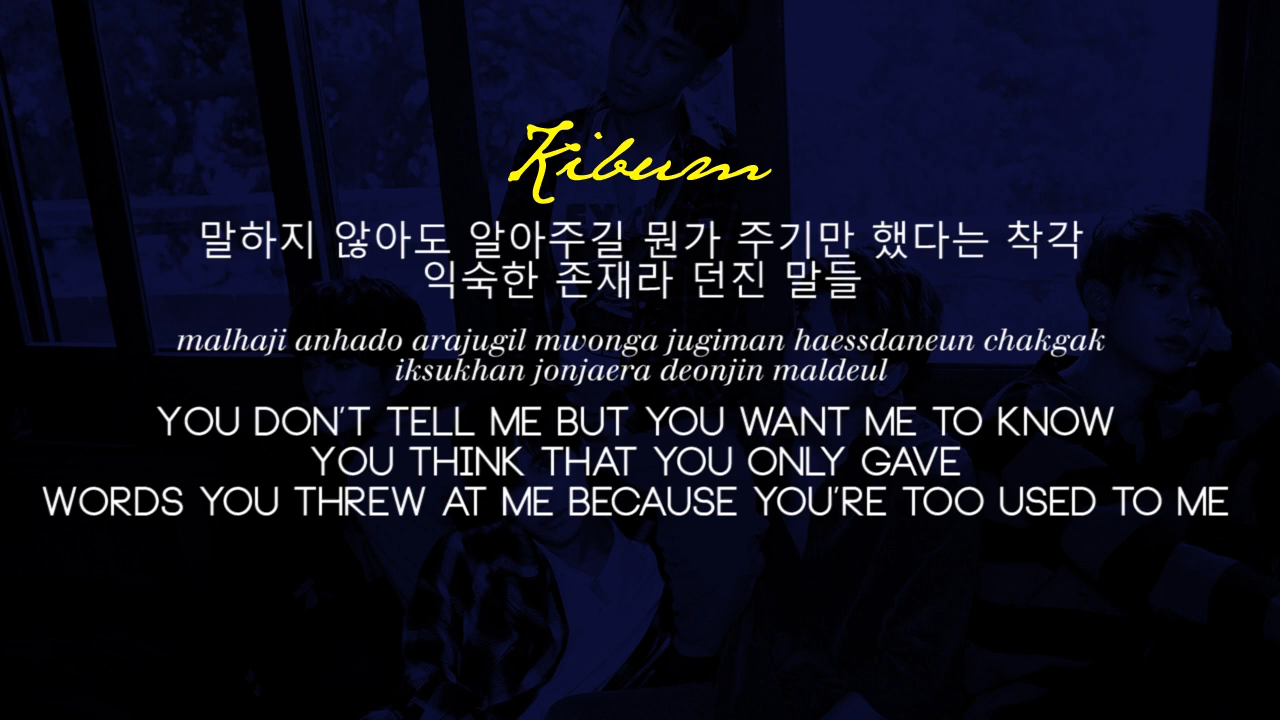 Kibum
말하지 않아도 알아주길 뭔가 주기만 했다는 착각
익숙한 존재라 던진 말들
malhaji anhado arajugil mwonga jugiman haessdaneun chakgak
iksukhan jonjaera deonjin maldeul
YOU DON'T TELL ME BUT YOU WANT ME TO KNOW
YOU THINK THAT YOU ONLY GAVE
WORDS YOU THREW AT ME BECAUSE YOU'RE TOO USED TO ME